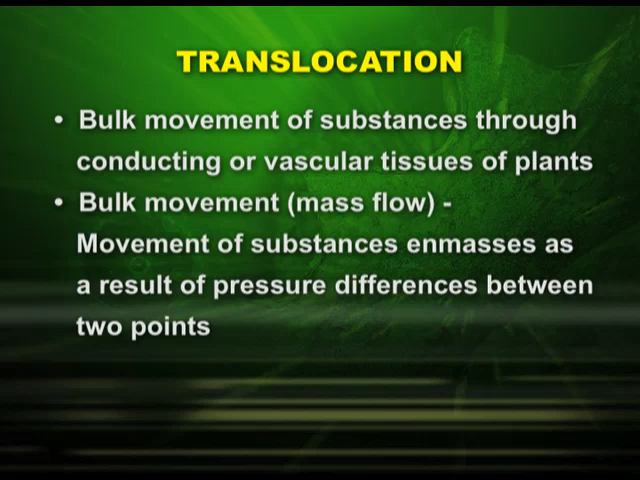 TRANSLOCATION
• Bulk movement of substances through
conducting or vascular tissues of plants
• Bulk movement (mass flow) -
Movement of substances enmasses as
a result of pressure differences between
two points